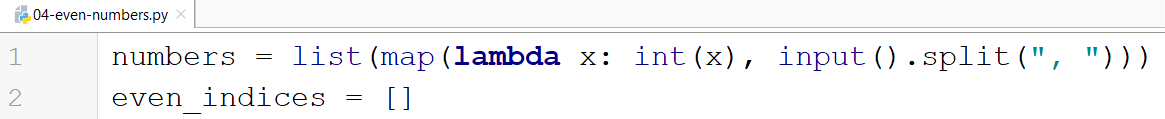 04-even-numbers.py
1 numbers = list(map(lambda x: int(x), input().split(", ")))
2 even_indices = []